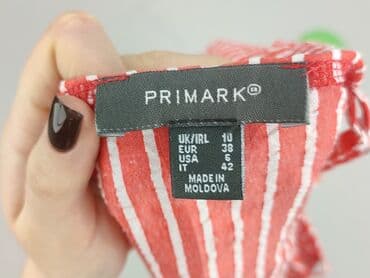 PRIMARK
UK/IRL 10
EUR 38
USA 6
IT 42
MADE IN
MOLDOVA